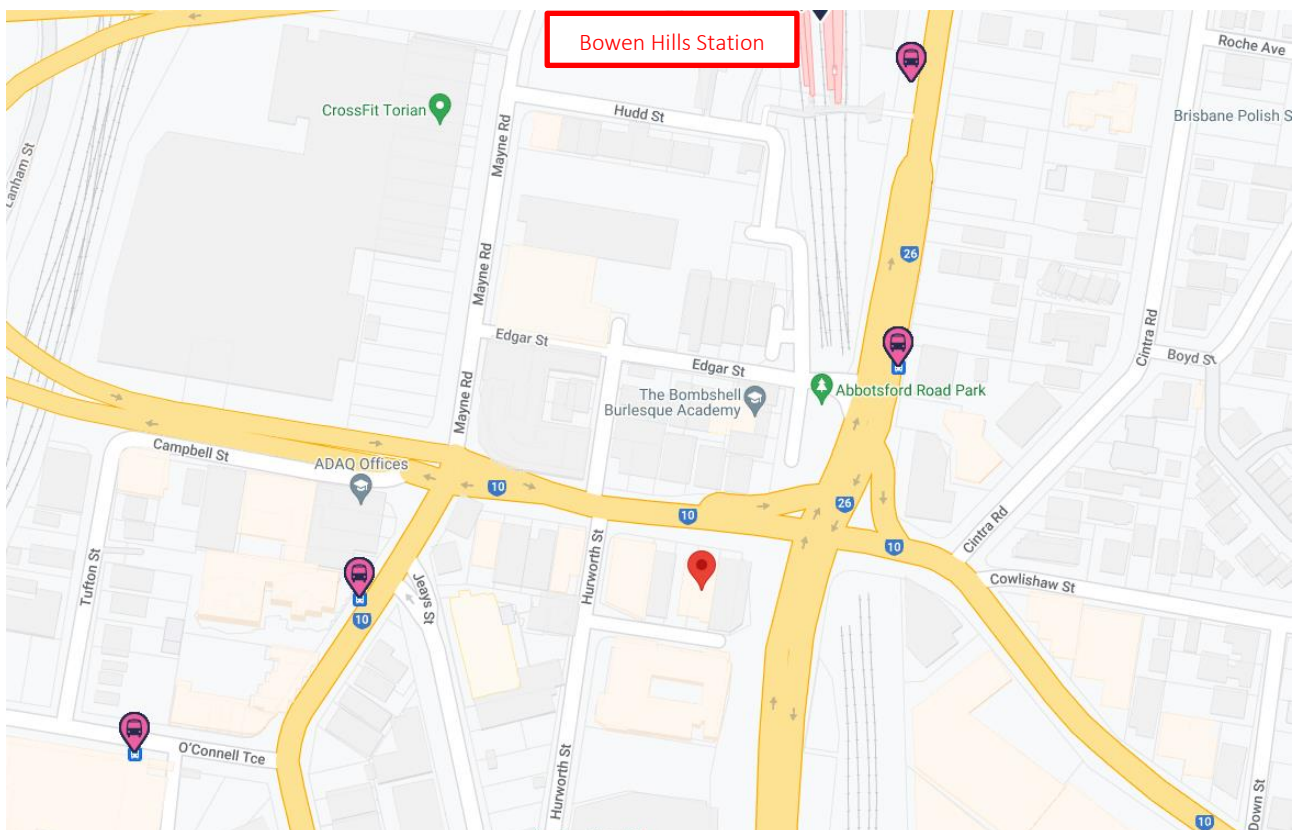 Bowen Hills Station
Roche Ave
CrossFit Torian
Hudd St
Brisbane Polish S
Mayne Rd
Lanham St
26
Mayne Rd
Cintra Rd
Edgar St
Boyd St
Edgar St
Abbotsford Road Park
The Bombshell
Burlesque Academy
Mayne Rd
Campbell St
ADAQ Offices
10
26
10
10
Cintra Rd
Cowlishaw St
Tufton St
Hurworth St
Jeays St
10
O'Connell Tce
Hurworth St
Down St
10